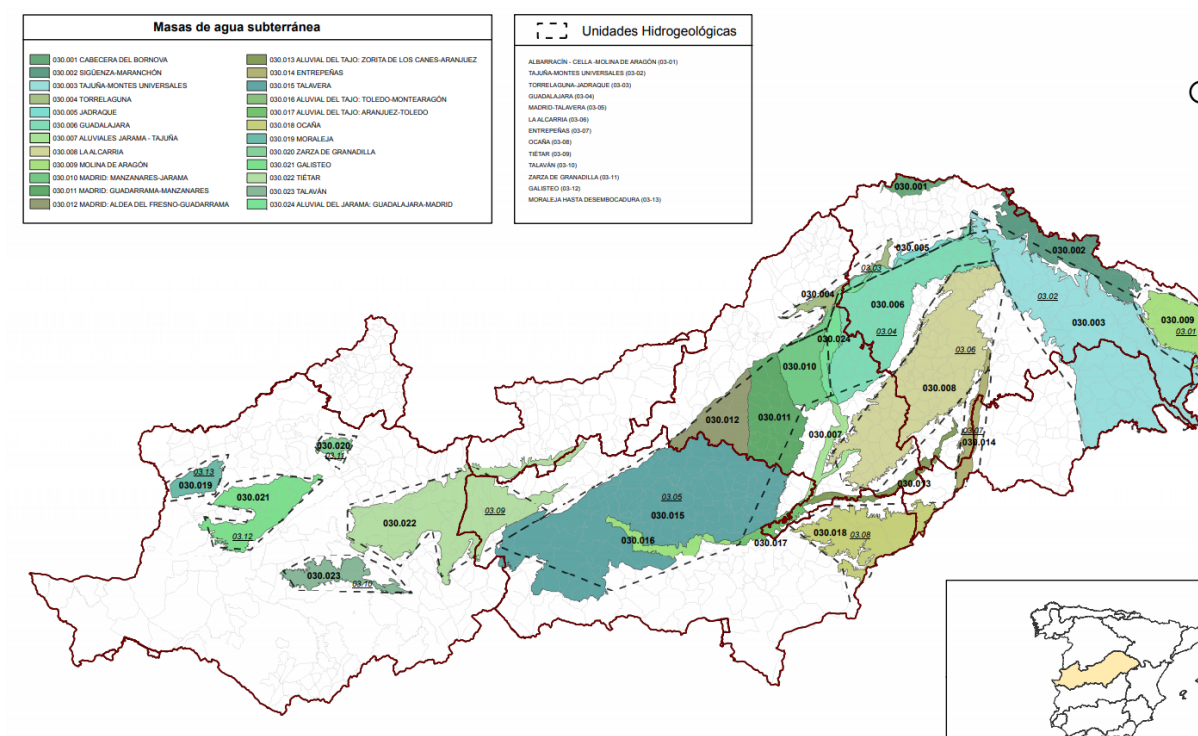 Masas de agua subterránea
030.001 CABECERA DEL BORNOVA
030.002 SIGÜENZA-MARANCHÓN
030.003 TAJUÑA-MONTES UNIVERSALES
030.004 TORRELAGUNA
030.005 JADRAQUE
030.006 GUADALAJARA
030.007 ALUVIALES JARAMA - TAJUÑA
030.008 LA ALCARRIA
030.009 MOLINA DE ARAGÓN
030.010 MADRID: MANZANARES-JARAMA
030.011 MADRID: GUADARRAMA-MANZANARES
030.012 MADRID: ALDEA DEL FRESNO-GUADARRAMA
030.013 ALUVIAL DEL TAJO: ZORITA DE LOS CANES-ARANJUEZ
030.014 ENTREPEÑAS
030.015 TALAVERA
030.016 ALUVIAL DEL TAJO: TOLEDO-MONTEARAGÓN
030.017 ALUVIAL DEL TAJO: ARANJUEZ-TOLEDO
030.018 OCAÑA
030.019 MORALEJA
030.020 ZARZA DE GRANADILLA
030.021 GALISTEO
030.022 TIÉTAR
030.023 TALAVÁN
030.024 ALUVIAL DEL JARAMA: GUADALAJARA-MADRID
Unidades Hidrogeológicas
ALBARRACÍN - CELLA -MOLINA DE ARAGÓN (03-01)
TAJUÑA-MONTES UNIVERSALES (03-02)
TORRELAGUNA-JADRAQUE (03-03)
GUADALAJARA (03-04)
MADRID-TALAVERA (03-05)
LA ALCARRIA (03-06)
ENTREPEÑAS (03-07)
OCAÑA (03-08)
TIÉTAR (03-09)
TALAVÁN (03-10)
ZARZA DE GRANADILLA (03-11)
GALISTEO (03-12)
MORALEJA HASTA DESEMBOCADURA (03-13)
030.001
030.005
030.002
03.03
030.004
03.02
030.006
030.009
030.003
03.01
03.04
030.024
03.06
030.010
030.008
030.012
030.011
030.007
03.07
030.014
030.020
03.11
03.13
030.019
030.013
030.021
03.05
03.09
030.015
030.022
03.12
030.018
03.08
030.016
030.017
030.023
03.10